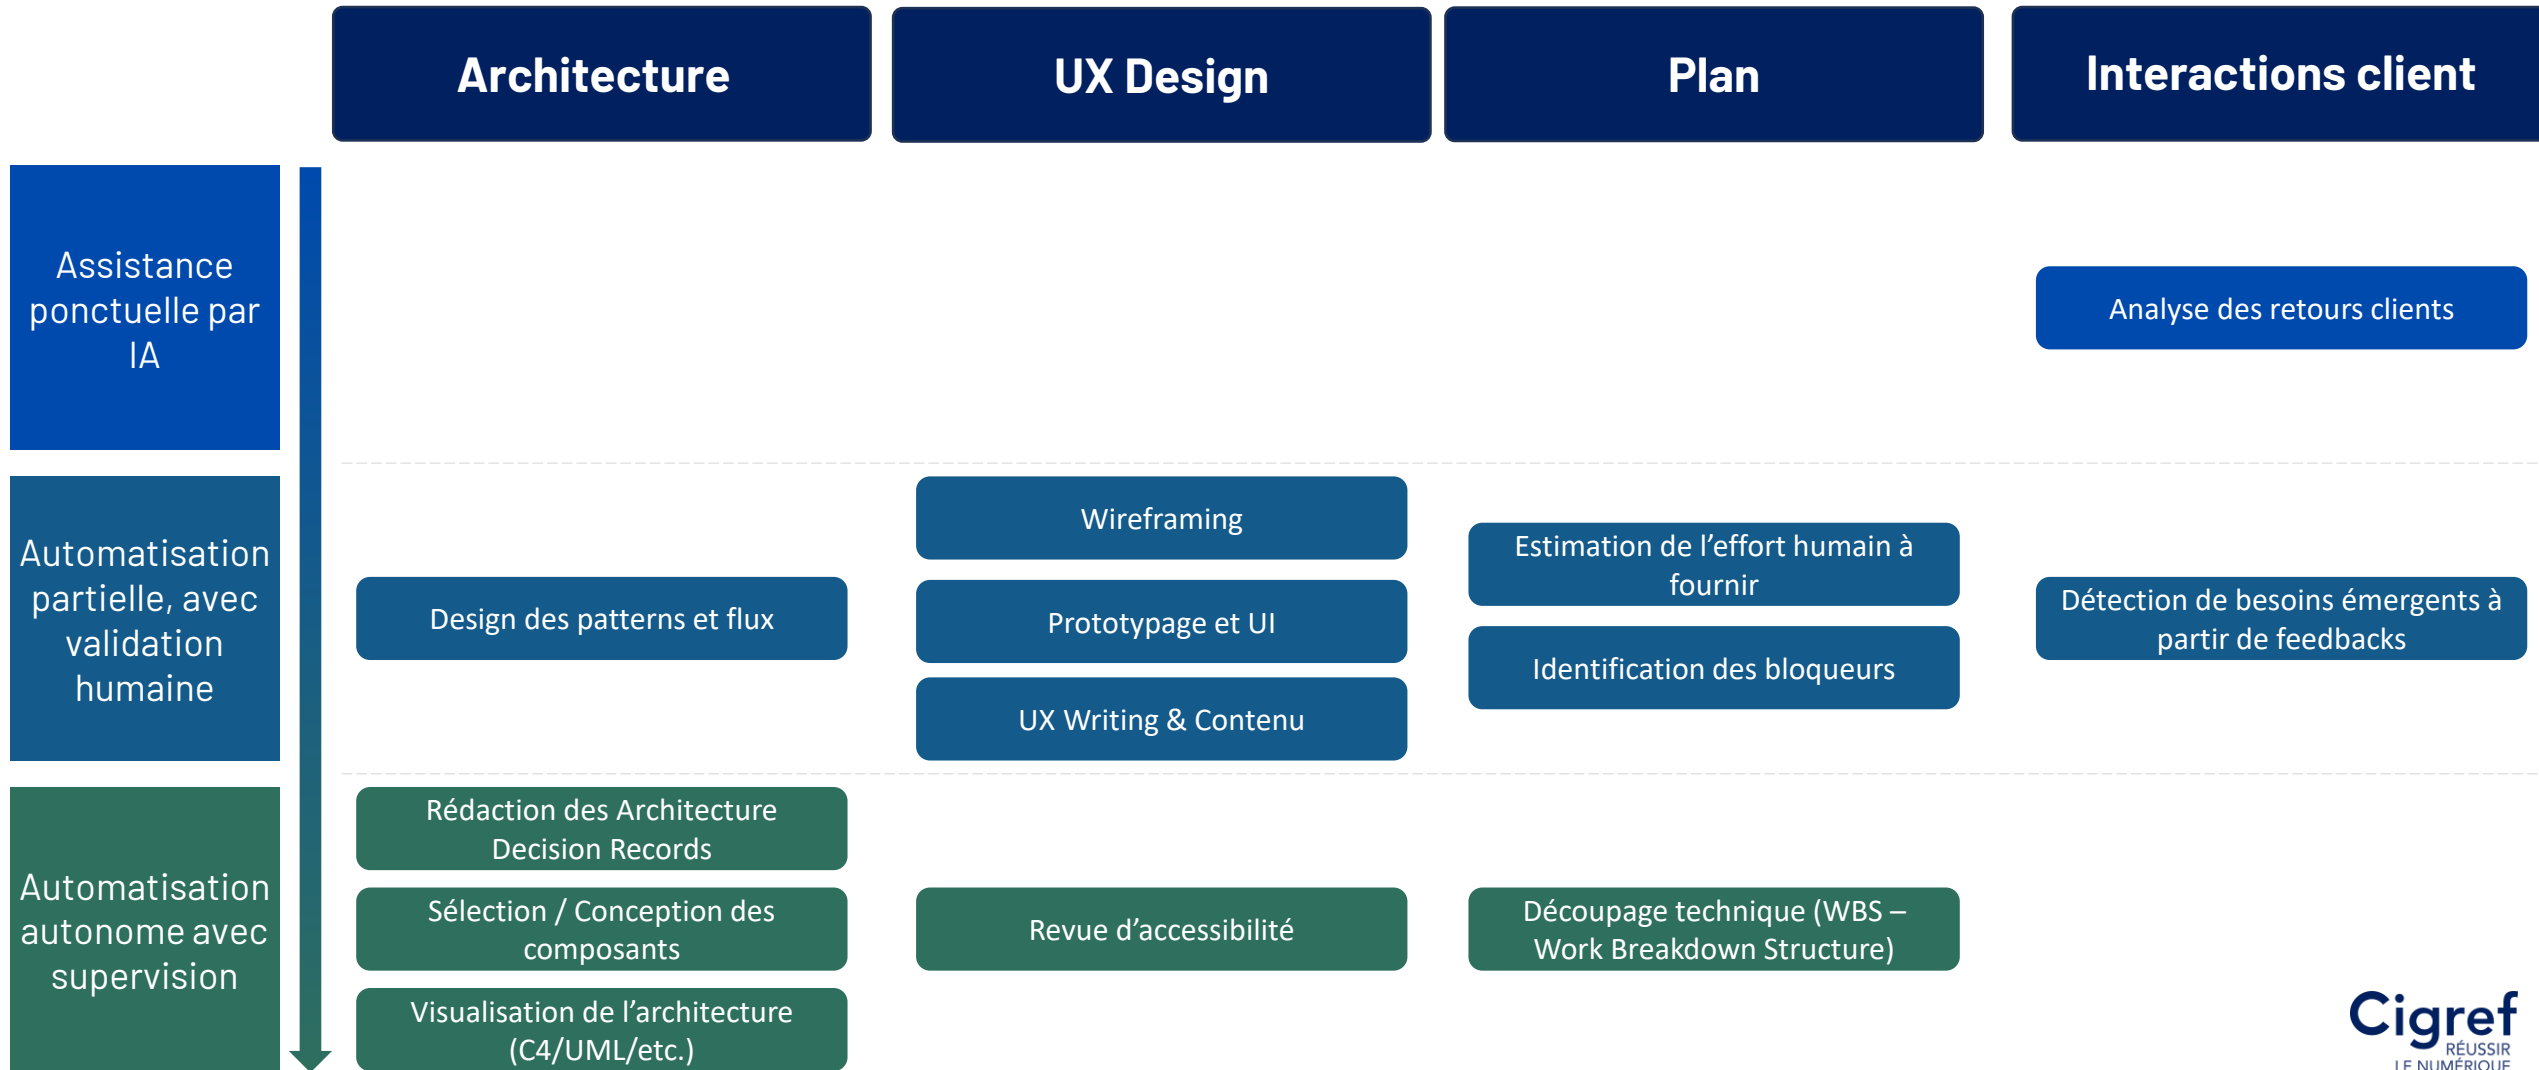 Architecture
UX Design
Plan
Interactions client
Assistance
ponctuelle par
IA
Analyse des retours clients
Automatisation
partielle, avec
validation
humaine
Design des patterns et flux
Wireframing
Prototypage et UI
UX Writing & Contenu
Estimation de l’effort humain à
fournir
Identification des bloqueurs
Détection de besoins émergents à
partir de feedbacks
Automatisation
autonome avec
supervision
Rédaction des Architecture
Decision Records
Sélection / Conception des
composants
Visualisation de l’architecture
(C4/UML/etc.)
Revue d’accessibilité
Découpage technique (WBS –
Work Breakdown Structure)
Cigref
RÉUSSIR
LE NUMÉRIQUE